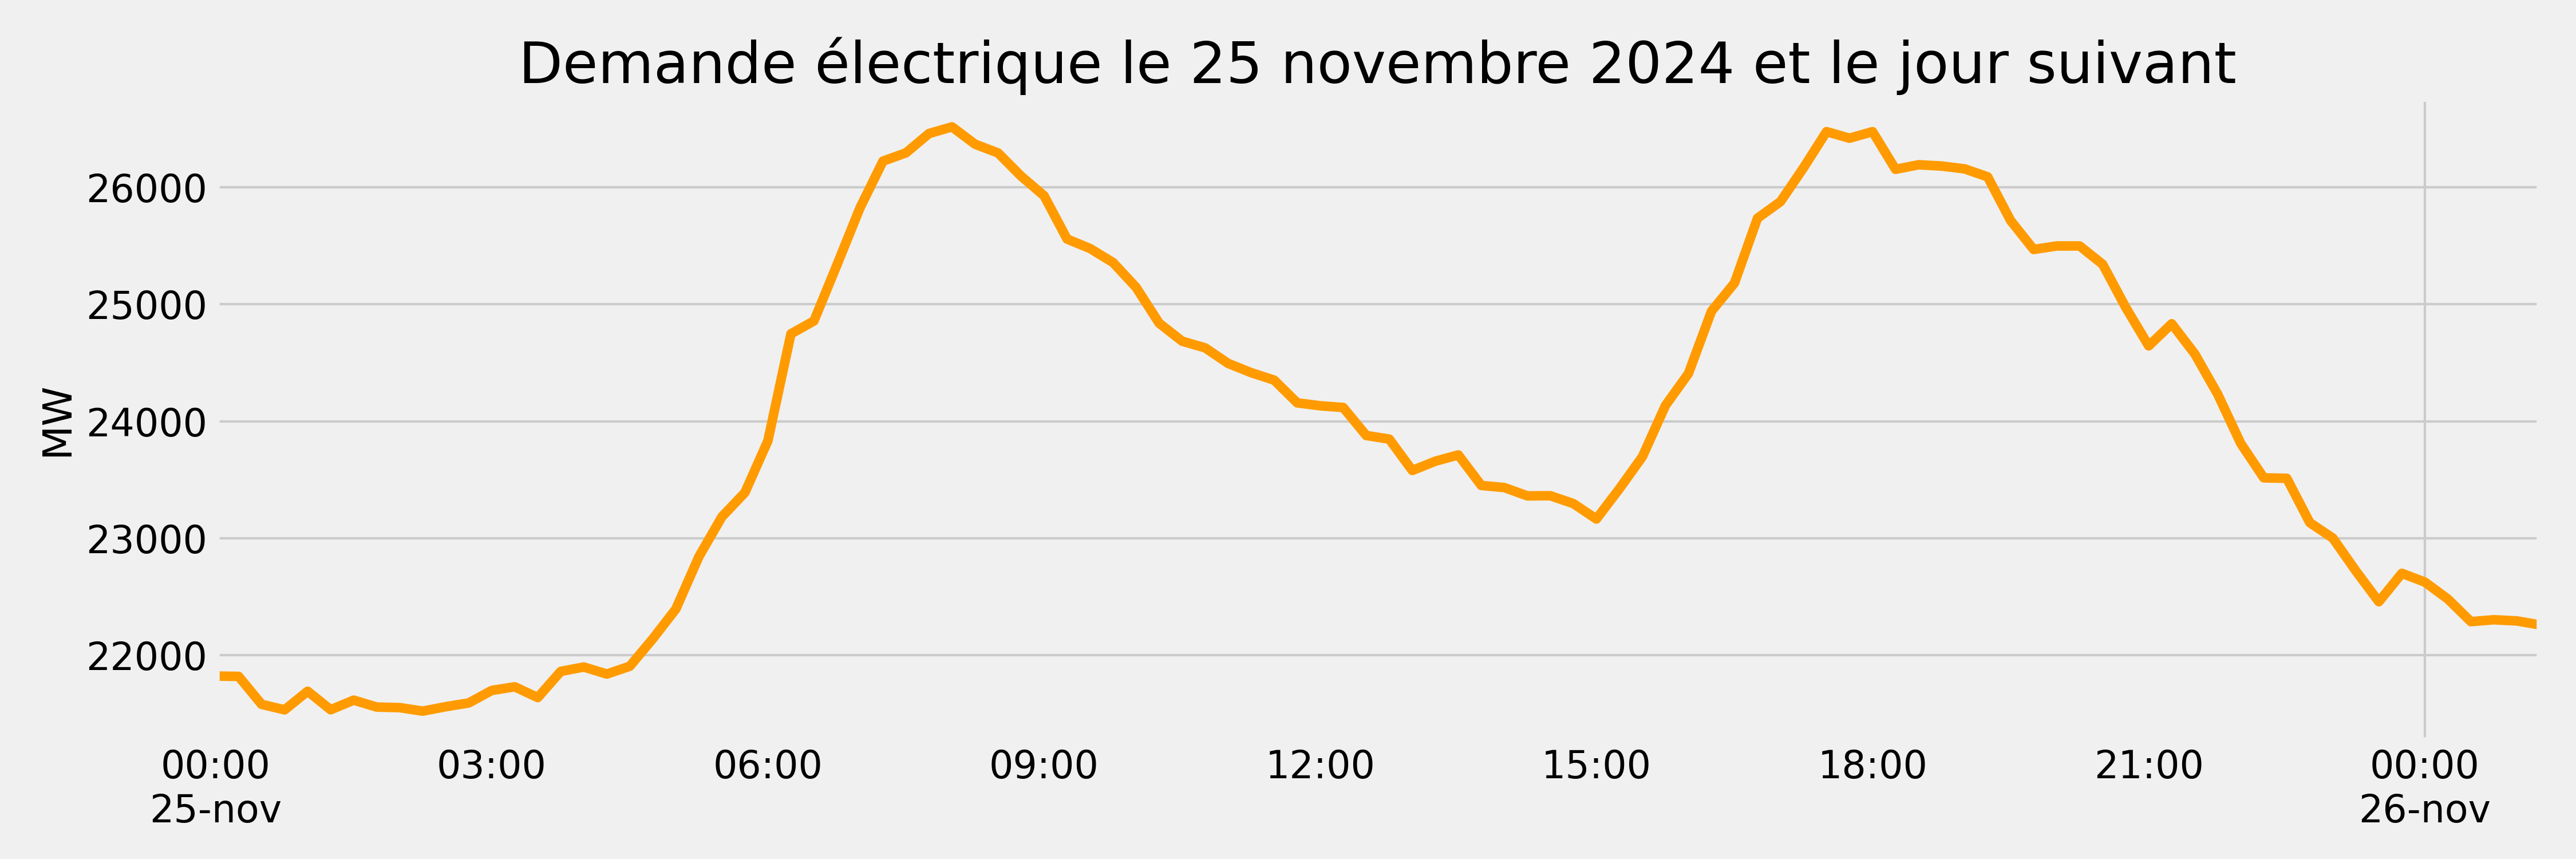 Demande électrique le 25 novembre 2024 et le jour suivant
26000
25000
24000
23000
22000
MW
00:00 03:00 06:00 09:00 12:00 15:00 18:00 21:00 00:00
25-nov 26-nov